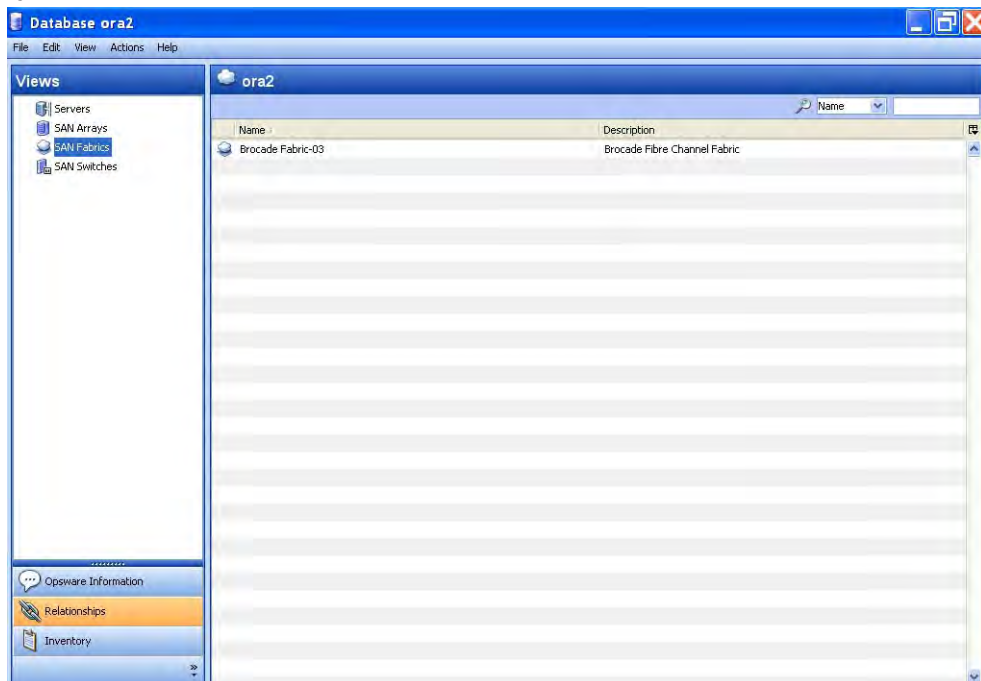 Database ora2
File Edit View Actions Help
Views
Servers
SAN Arrays
SAN Fabrics
SAN Switches
Opsware Information
Relationships
Inventory
»
ora2
Name
Name Description
Brocade Fabric-03 Brocade Fibre Channel Fabric